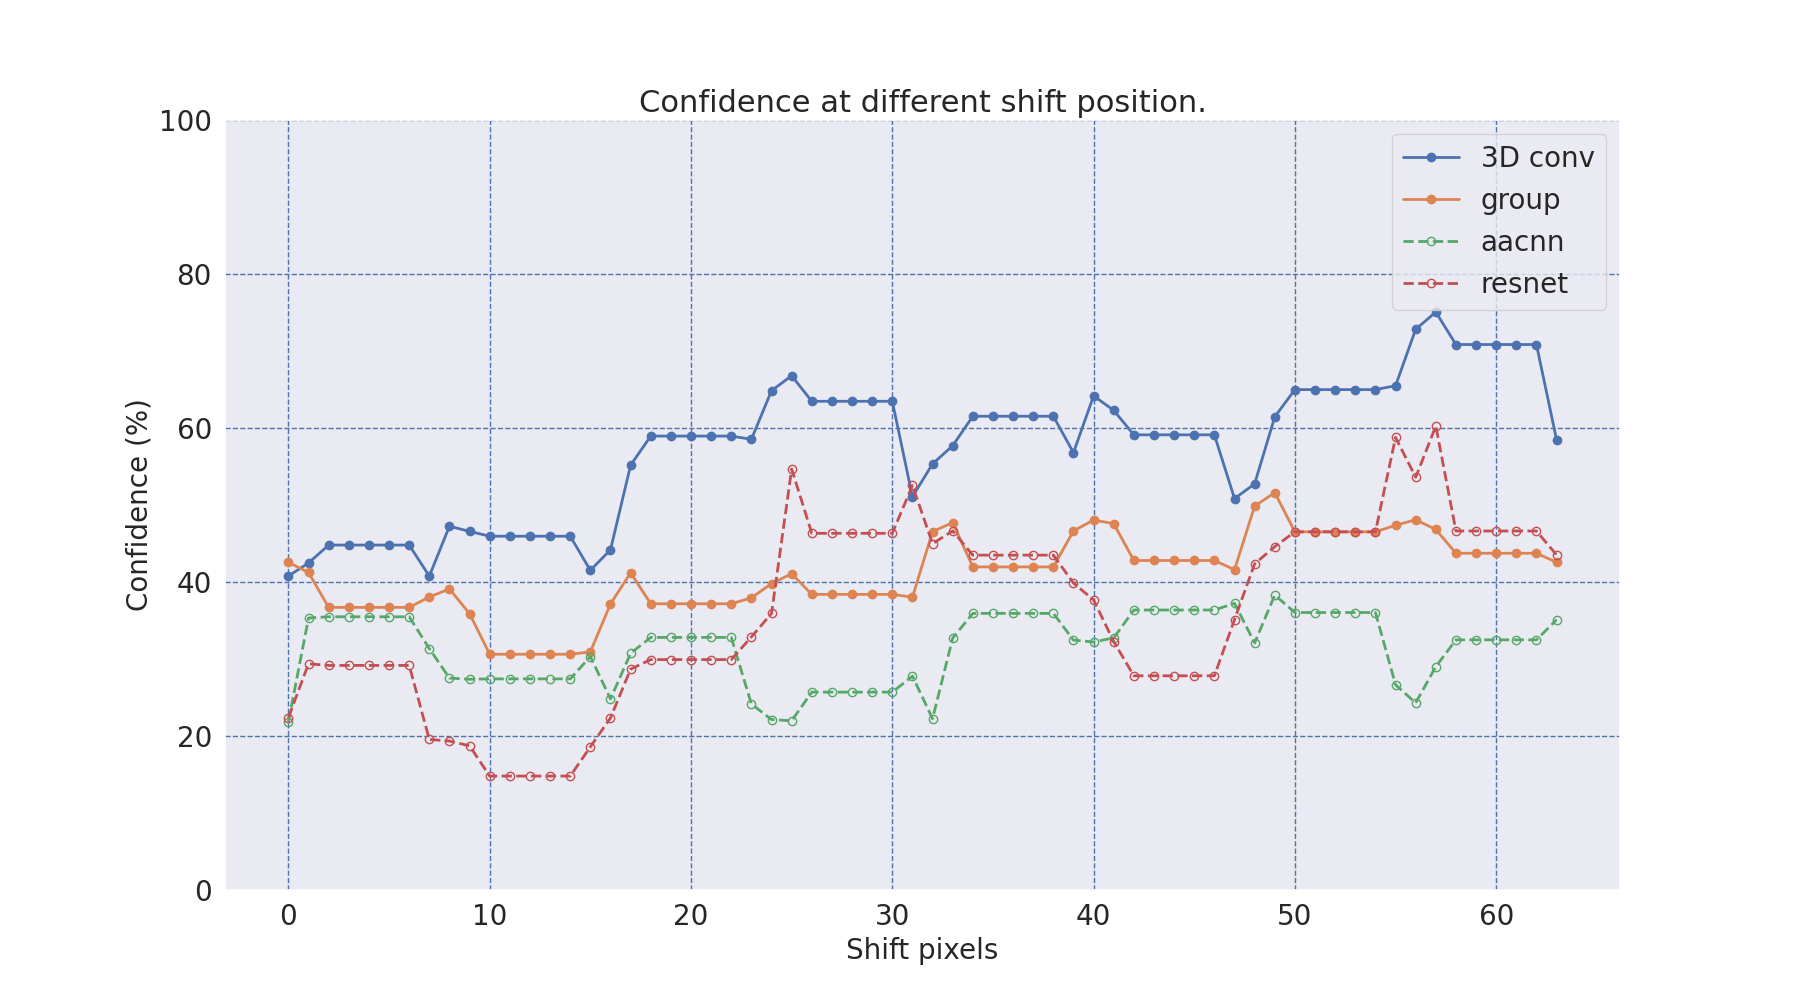 Confidence at different shift position.
100
80
60
40
20
0
Confidence (%)
3D conv
group
aacnn
resnet
0 10 20 30 40 50 60
Shift pixels